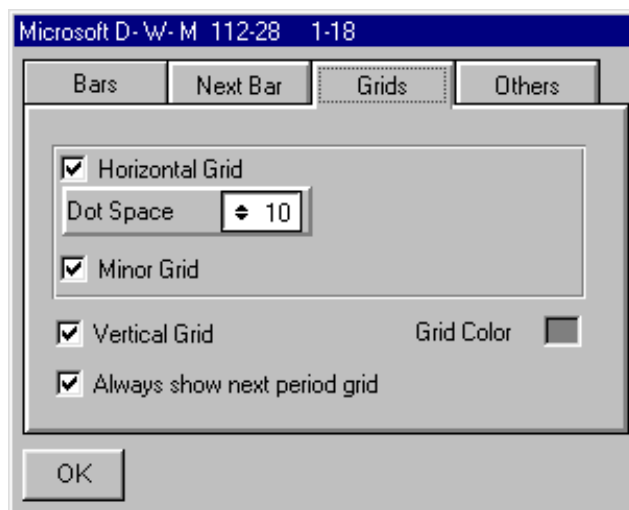 Microsoft D- W- M  112-28    1-18
Bars Next Bar Grids Others
Horizontal Grid
Dot Space 10
Minor Grid
Vertical Grid Grid Color
Always show next period grid
OK